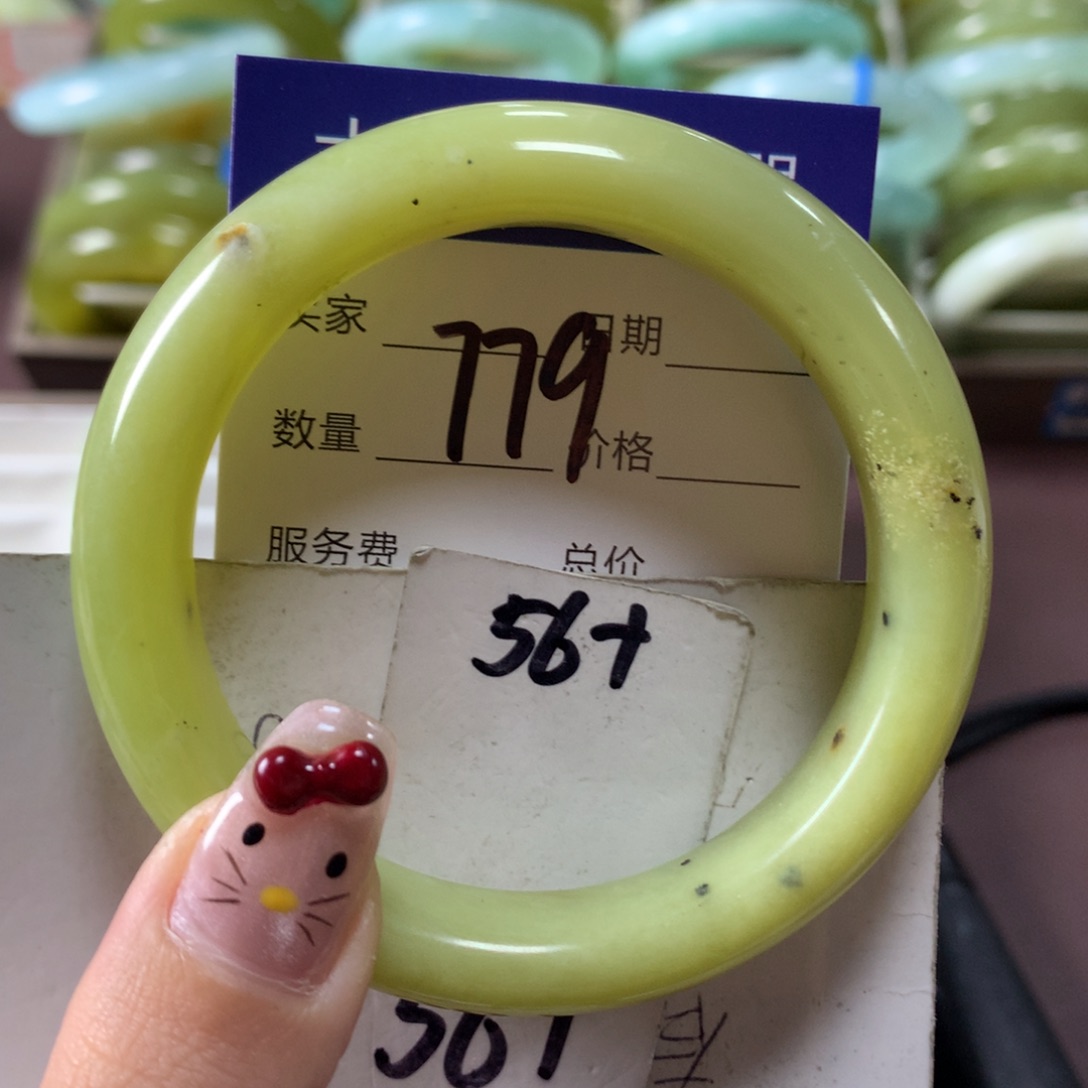 卖家 日期
779
数量 价格
服务费 总价
56+
56+